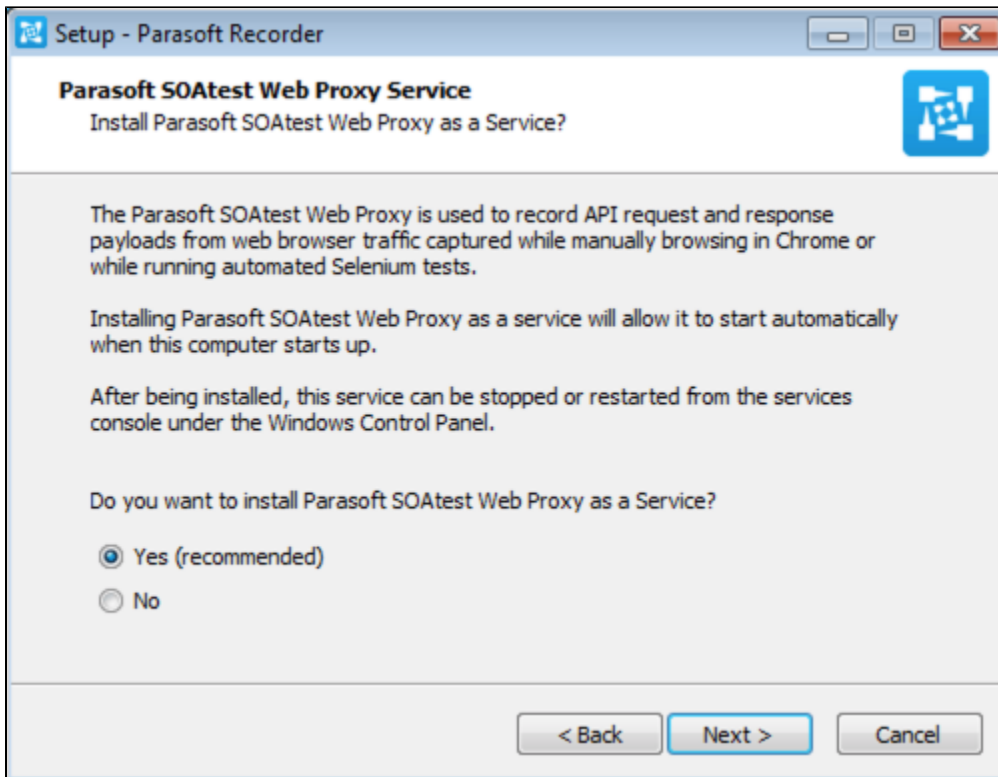 Setup - Parasoft Recorder
Parasoft SOAtest Web Proxy Service
Install Parasoft SOAtest Web Proxy as a Service?
The Parasoft SOAtest Web Proxy is used to record API request and response
payloads from web browser traffic captured while manually browsing in Chrome or
while running automated Selenium tests.
Installing Parasoft SOAtest Web Proxy as a service will allow it to start automatically
when this computer starts up.
After being installed, this service can be stopped or restarted from the services
console under the Windows Control Panel.
Do you want to install Parasoft SOAtest Web Proxy as a Service?
Yes (recommended)
No
< Back Next > Cancel